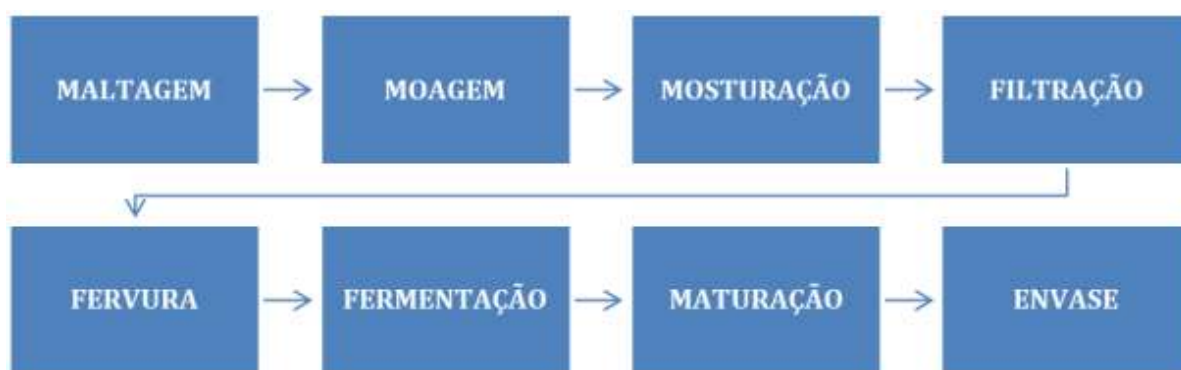 MALTAGEM
MOAGEM
MOSTURAÇÃO
FILTRAÇÃO
FERVURA
FERMENTAÇÃO
MATURAÇÃO
ENVASE